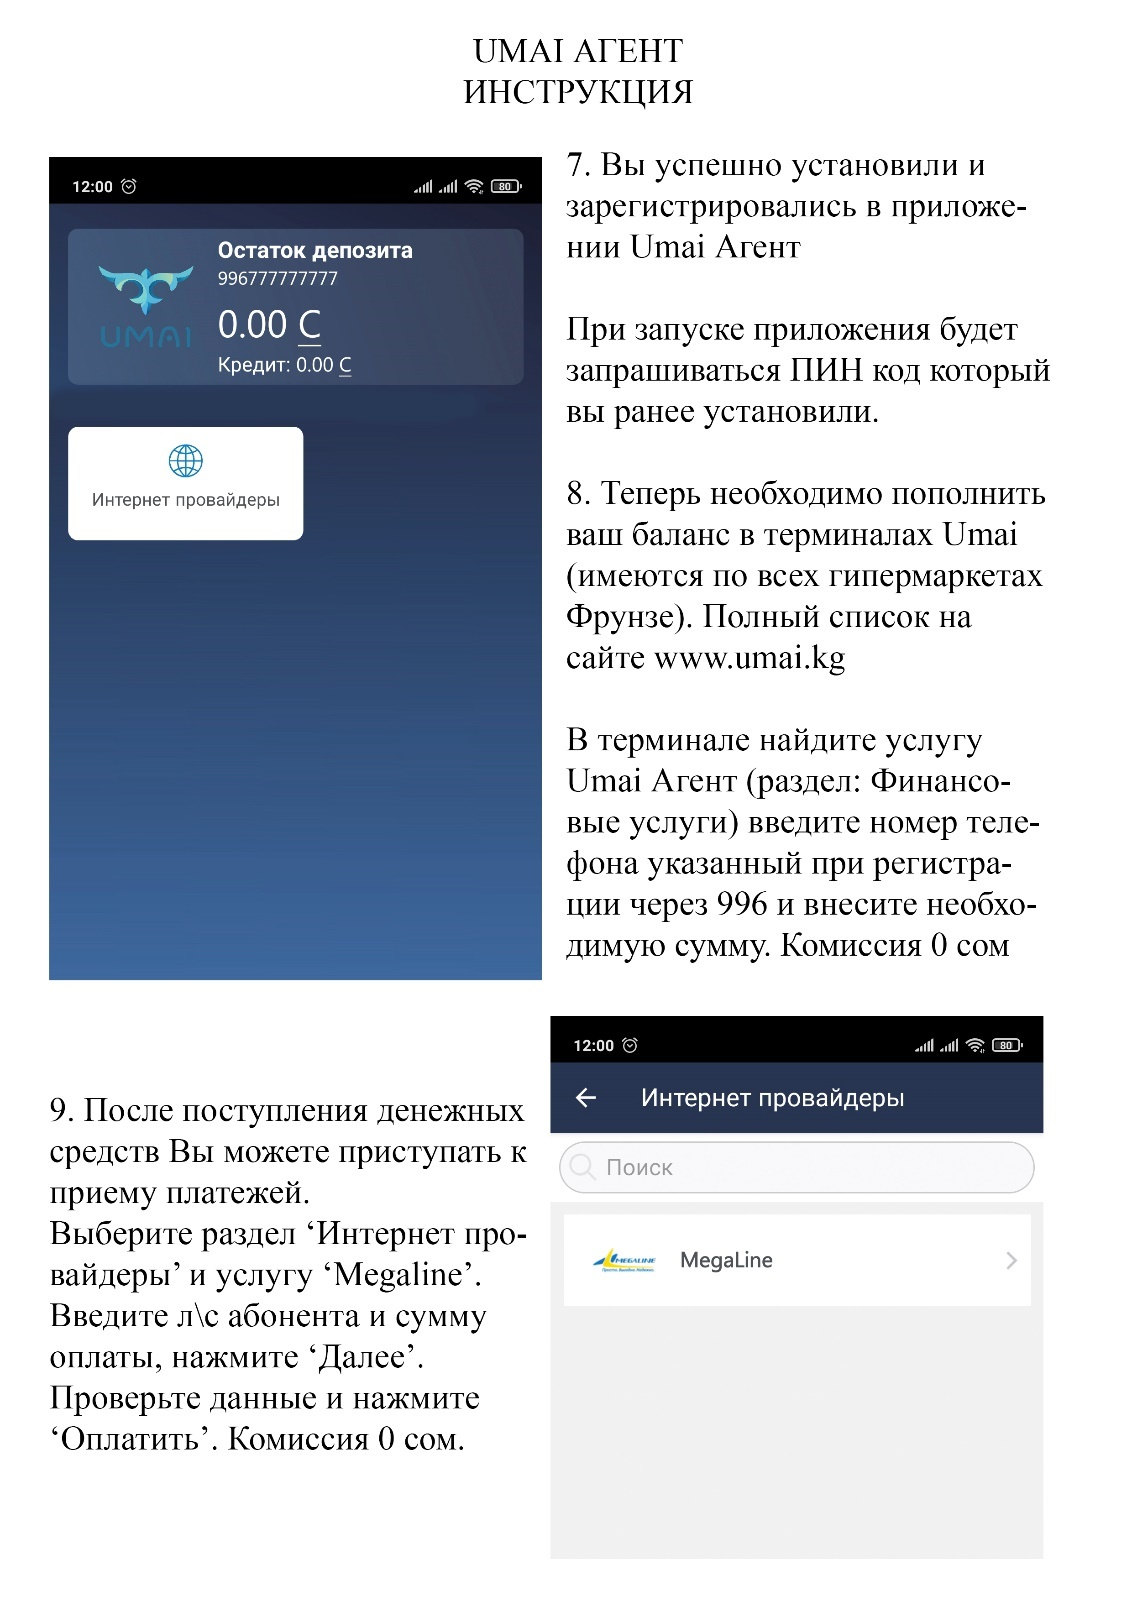 UMAI АГЕНТ
ИНСТРУКЦИЯ
12:00
80
Остаток депозита
996777777777
0.00 С
Кредит: 0.00 С
UMAI
Интернет провайдеры
7. Вы успешно установили и
зарегистрировались в приложе-
нии Umai Агент
При запуске приложения будет
запрашиваться ПИН код который
вы ранее установили.
8. Теперь необходимо пополнить
ваш баланс в терминалах Umai
(имеются по всех гипермаркетах
Фрунзе). Полный список на
сайте www.umai.kg
В терминале найдите услугу
Umai Агент (раздел: Финансо-
вые услуги) введите номер теле-
фона указанный при регистра-
ции через 996 и внесите необхо-
димую сумму. Комиссия 0 сом
9. После поступления денежных
средств Вы можете приступать к
приему платежей.
Выберите раздел ‘Интернет про-
вайдеры’ и услугу ‘Megaline’.
Введите л\с абонента и сумму
оплаты, нажмите ‘Далее’.
Проверьте данные и нажмите
‘Оплатить’. Комиссия 0 сом.
12:00
80
Интернет провайдеры
Поиск
MEGALINE
MegaLine